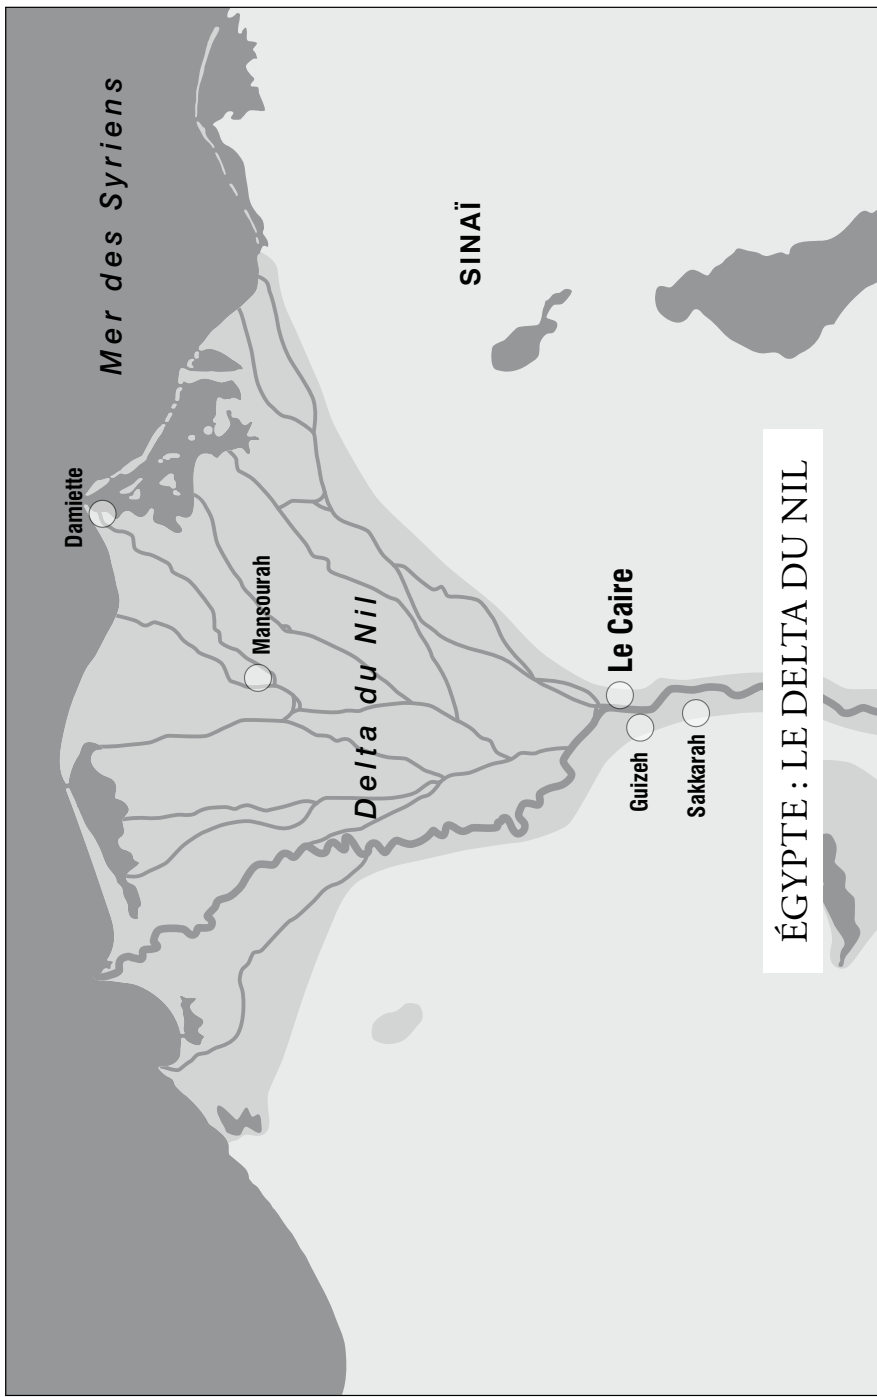 Mer des Syriens
Damiette
Mansourah
Delta du Nil
SINAÏ
Le Caire
Guizeh
Sakkarah
ÉGYPTE : LE DELTA DU NIL